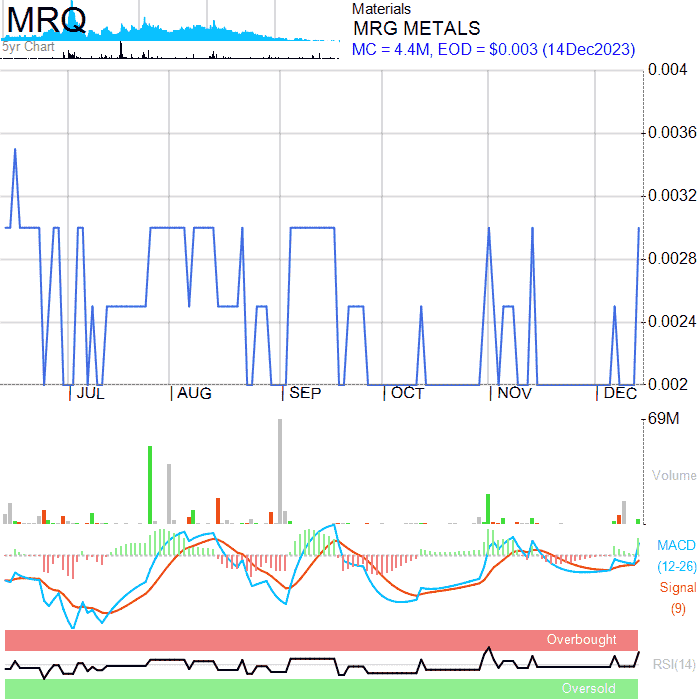 MRQ
5yr Chart
Materials
MRG METALS
MC = 4.4M, EOD = $0.003 (14Dec2023)
0.004
0.0036
0.0032
0.0028
0.0024
0.002
JUL AUG SEP OCT NOV DEC
69M
Volume
MACD
(12-26)
Signal
(9)
Overbought
RSI(14)
Oversold